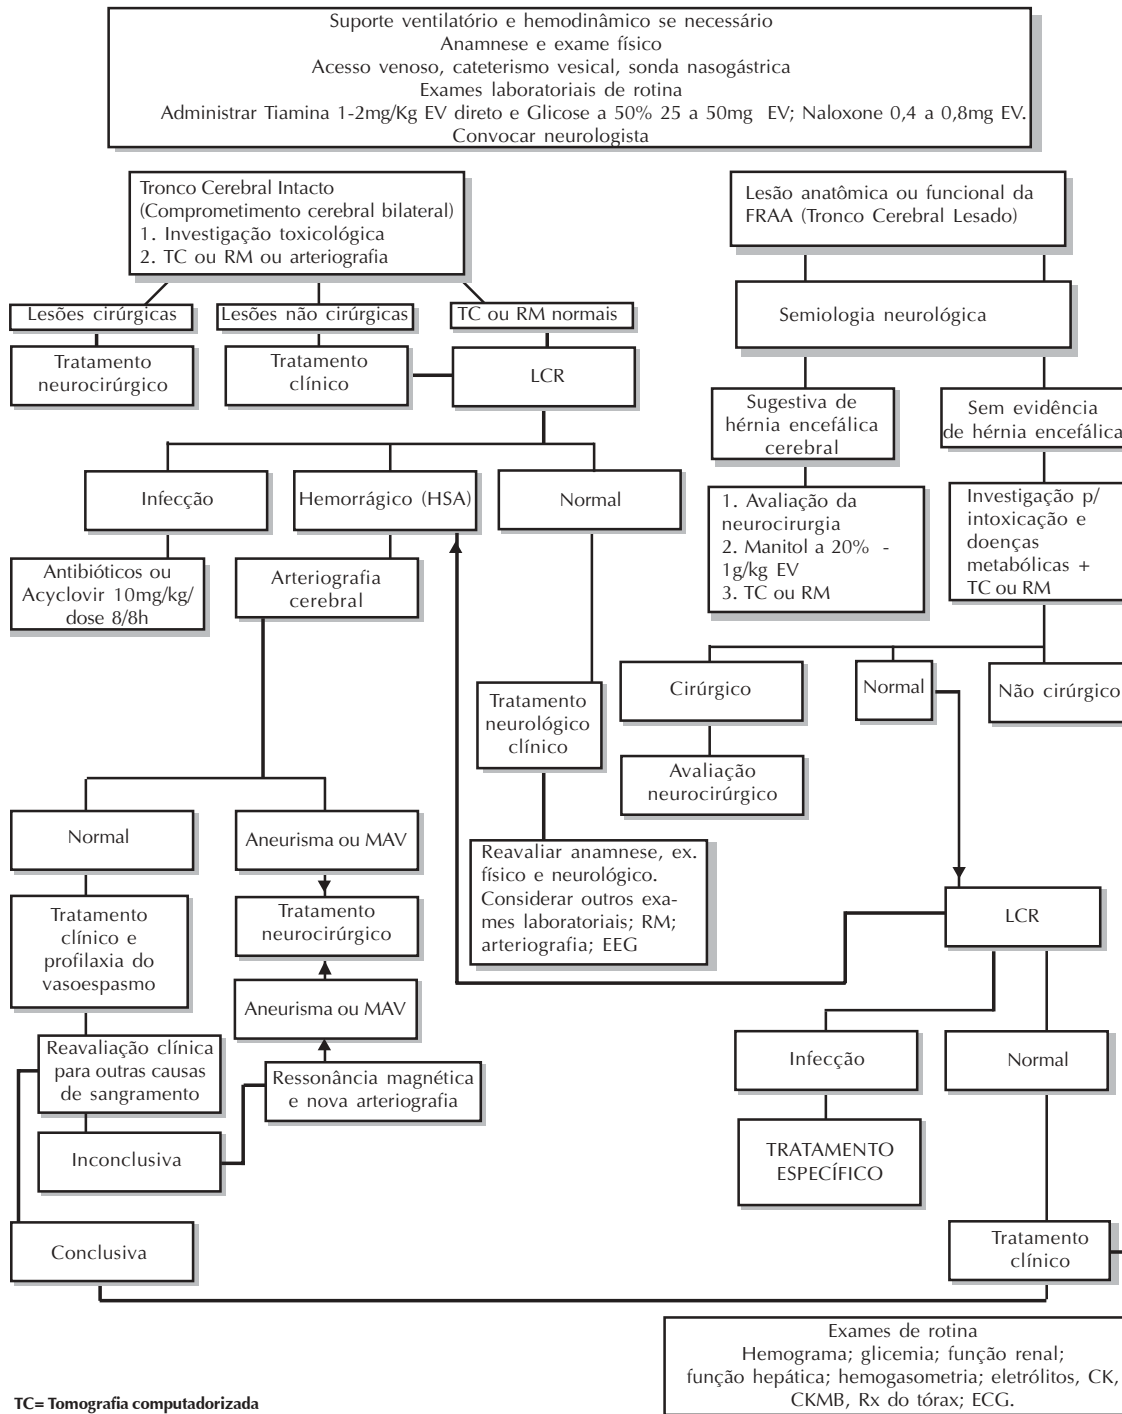 Suporte ventilatório e hemodinâmico se necessário
Anamnese e exame físico
Acesso venoso, cateterismo vesical, sonda nasogástrica
Exames laboratoriais de rotina
Administrar Tiamina 1-2mg/Kg EV direto e Glicose a 50% 25 a 50mg EV; Naloxone 0,4 a 0,8mg EV.
Convocar neurologista
Tronco Cerebral Intacto
(Comprometimento cerebral bilateral)
1. Investigação toxicológica
2. TC ou RM ou arteriografia
Lesão anatômica ou funcional da
FRAA (Tronco Cerebral Lesado)
Lesões cirúrgicas
Lesões não cirúrgicas
TC ou RM normais
Semiologia neurológica
Tratamento
neurocirúrgico
Tratamento
clínico
LCR
Sugestiva de
hérnia encefálica
cerebral
Sem evidência
de hérnia encefálica
Infecção
Hemorrágico (HSA)
Normal
1. Avaliação da
neurocirurgia
2. Manitol a 20% -
1g/kg EV
3. TC ou RM
Investigação p/
intoxicação e
doenças
metabólicas +
TC ou RM
Antibióticos ou
Acyclovir 10mg/kg/
dose 8/8h
Arteriografia
cerebral
Cirúrgico
Normal
Não cirúrgico
Tratamento
neurológico
clínico
Avaliação
neurocirúrgico
Normal
Aneurisma ou MAV
Reavaliar anamnese, ex.
físico e neurológico.
Considerar outros exa-
mes laboratoriais; RM;
arteriografia; EEG
Tratamento
clínico e
profilaxia do
vasoespasmo
Tratamento
neurocirúrgico
LCR
Aneurisma ou MAV
Reavaliação clínica
para outras causas
de sangramento
Ressonância magnética
e nova arteriografia
Infecção
Normal
Inconclusiva
TRATAMENTO
ESPECÍFICO
Conclusiva
Tratamento
clínico
Exames de rotina
Hemograma; glicemia; função renal;
função hepática; hemogasometria; eletrólitos, CK,
CKMB, Rx do tórax; ECG.
TC= Tomografia computadorizada